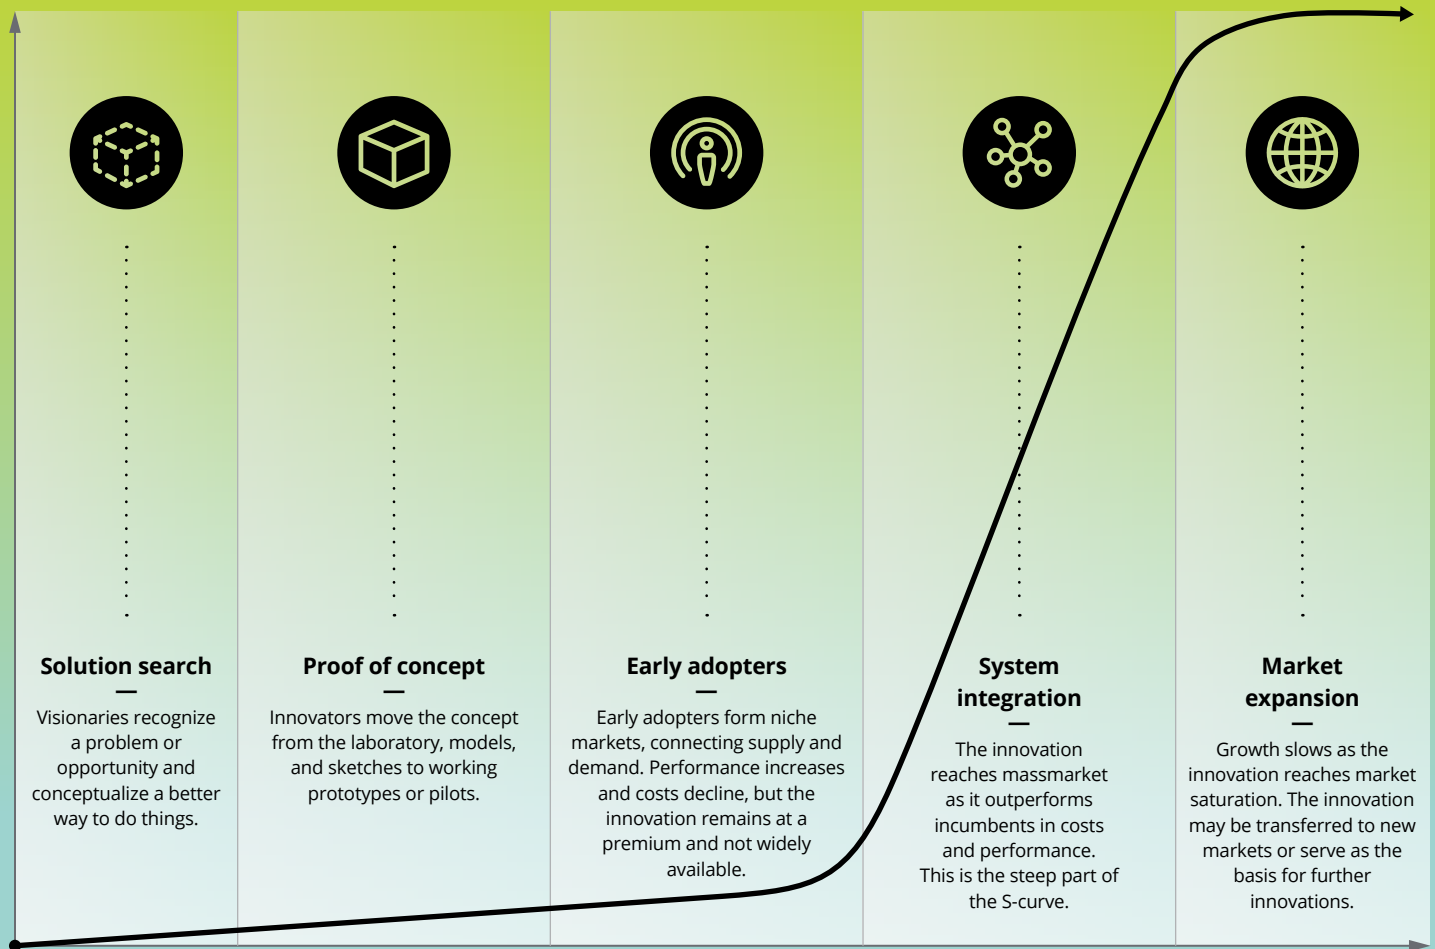 Solution search
Visionaries recognize
a problem or
opportunity and
conceptualize a better
way to do things.
Proof of concept
Innovators move the concept
from the laboratory, models,
and sketches to working
prototypes or pilots.
Early adopters
Early adopters form niche
markets, connecting supply and
demand. Performance increases
and costs decline, but the
innovation remains at a
premium and not widely
available.
System
integration
The innovation
reaches massmarket
as it outperforms
incumbents in costs
and performance.
This is the steep part of
the S-curve.
Market
expansion
Growth slows as the
innovation reaches market
saturation. The innovation
may be transferred to new
markets or serve as the
basis for further
innovations.